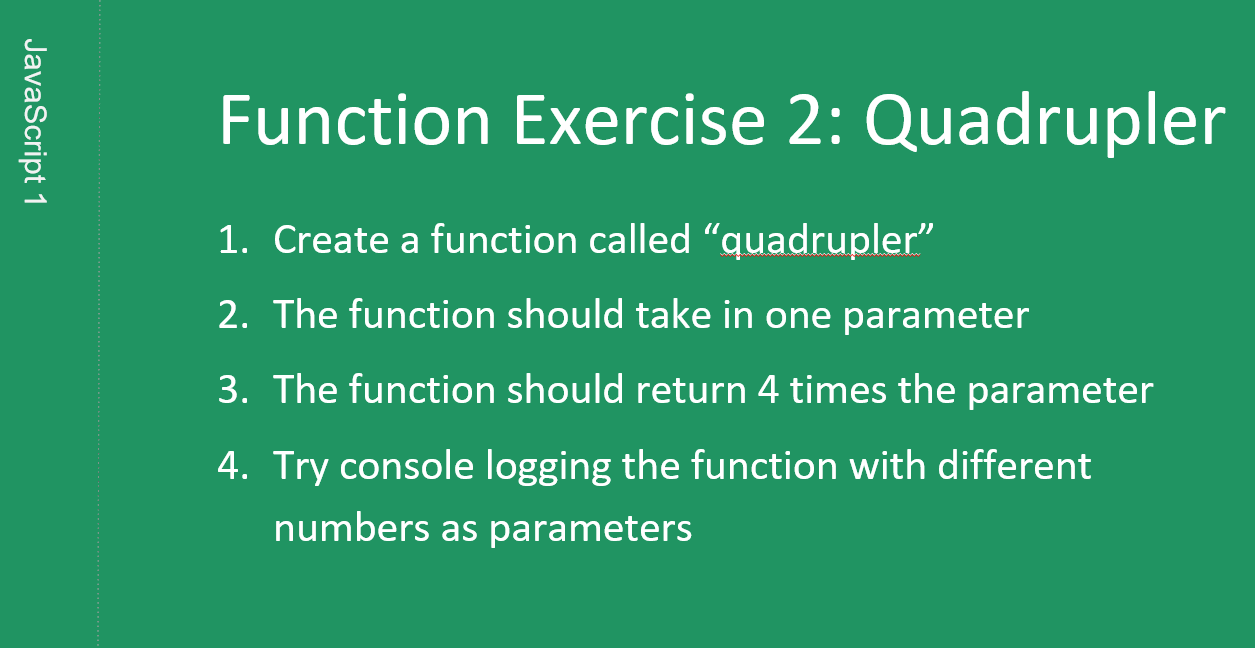 JavaScript 1
Function Exercise 2: Quadrupler
1. Create a function called “quadrupler”
2. The function should take in one parameter
3. The function should return 4 times the parameter
4. Try console logging the function with different
numbers as parameters